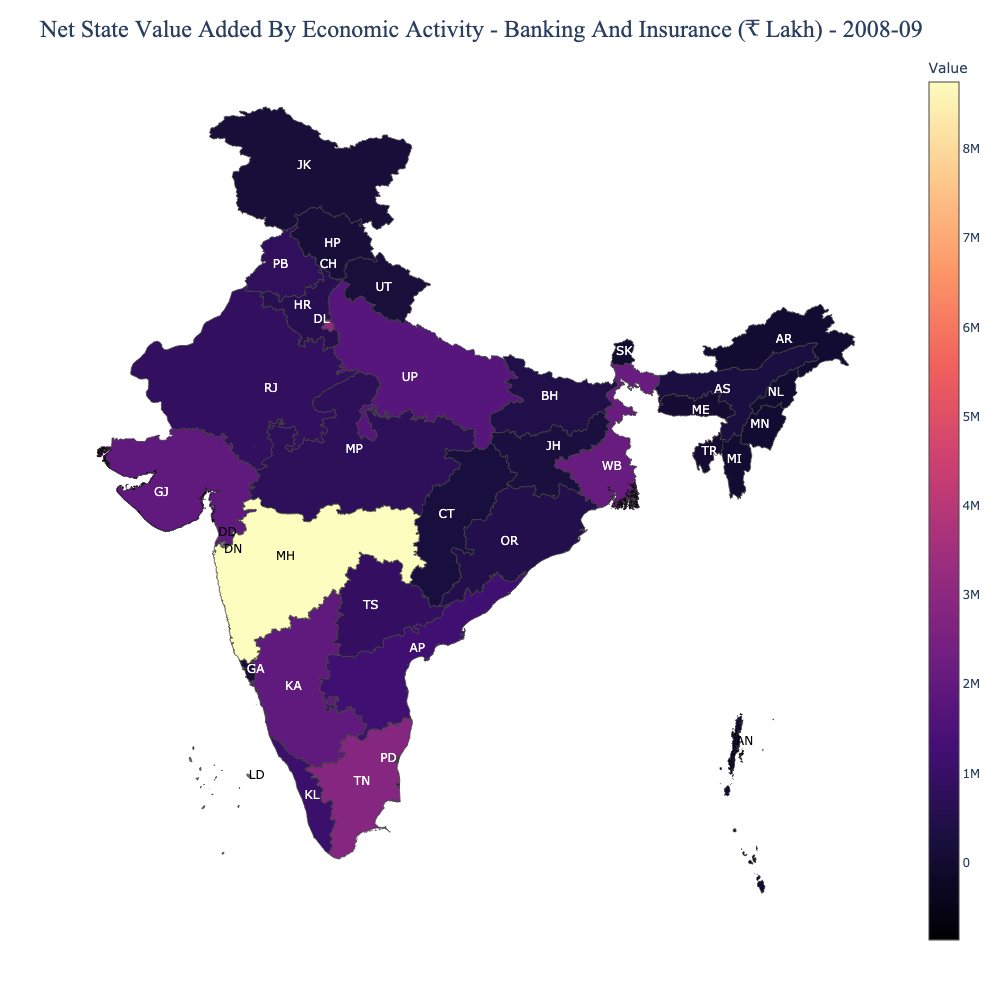 Net State Value Added By Economic Activity - Banking And Insurance (₹ Lakh) - 2008-09
Value
8M
7M
6M
5M
4M
3M
2M
1M
0
JK
HP
PB
CH
UT
HR
DL
RJ
UP
BH
SK
AR
AS
NL
ME
MN
TR
MI
MP
JH
WB
GJ
CT
OR
DD
DN
MH
TS
AP
GA
KA
AN
PD
LD
TN
KL